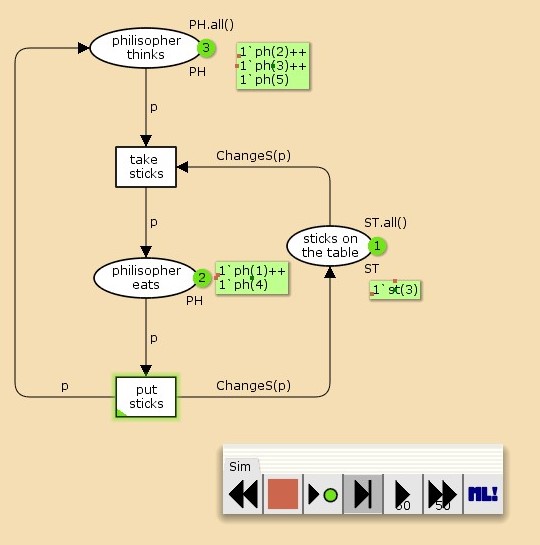 PH.all()
philisopher
thinks
3
PH
1`ph(2)++
1`ph(3)++
1`ph(5)
p
take
sticks
ChangeS(p)
p
ST.all()
sticks on
the table
1
ST
1`st(3)
philisopher
eats
2
PH
1`ph(1)++
1`ph(4)
p
p
put
sticks
ChangeS(p)
Sim
50
50
ML!